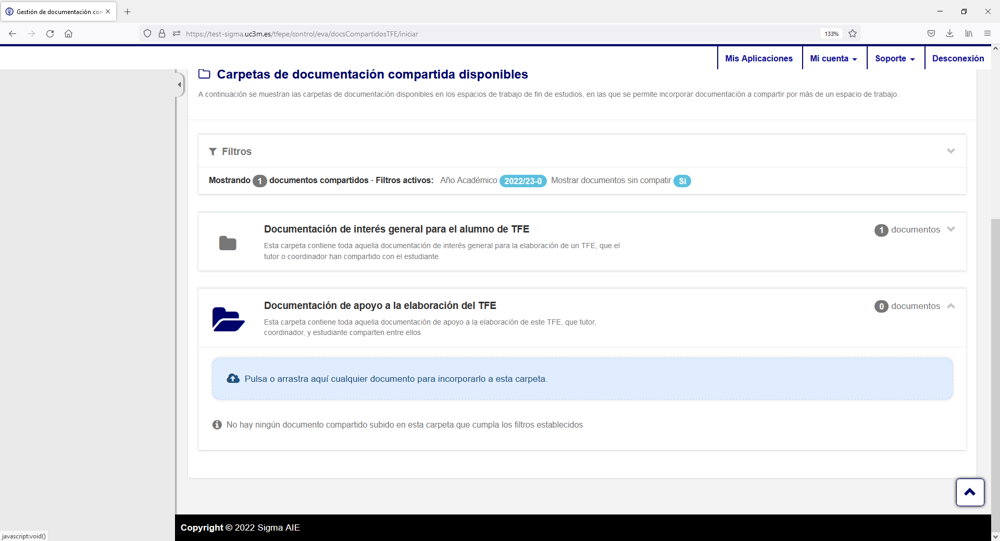 Gestión de documentación con
https://test-sigma.uc3m.es/tfepe/control/eva/docsCompartidosTFE/iniciar
133%
Mis Aplicaciones
Mi cuenta
Soporte
Desconexión
Carpetas de documentación compartida disponibles
A continuación se muestran las carpetas de documentación disponibles en los espacios de trabajo de fin de estudios, en las que se permite incorporar documentación a compartir por más de un espacio de trabajo.
Filtros
Mostrando 1 documentos compartidos · Filtros activos: Año Académico 2022/23-0 Mostrar documentos sin compatir Sí
Documentación de interés general para el alumno de TFE
1 documentos
Esta carpeta contiene toda aquella documentación de interés general para la elaboración de un TFE, que el
tutor o coordinador han compartido con el estudiante.
Documentación de apoyo a la elaboración del TFE
0 documentos
Esta carpeta contiene toda aquella documentación de apoyo a la elaboración de este TFE, que tutor,
coordinador, y estudiante comparten entre ellos.
Pulsa o arrastra aquí cualquier documento para incorporarlo a esta carpeta.
No hay ningún documento compartido subido en esta carpeta que cumpla los filtros establecidos
Copyright © 2022 Sigma AIE
javascript:void()